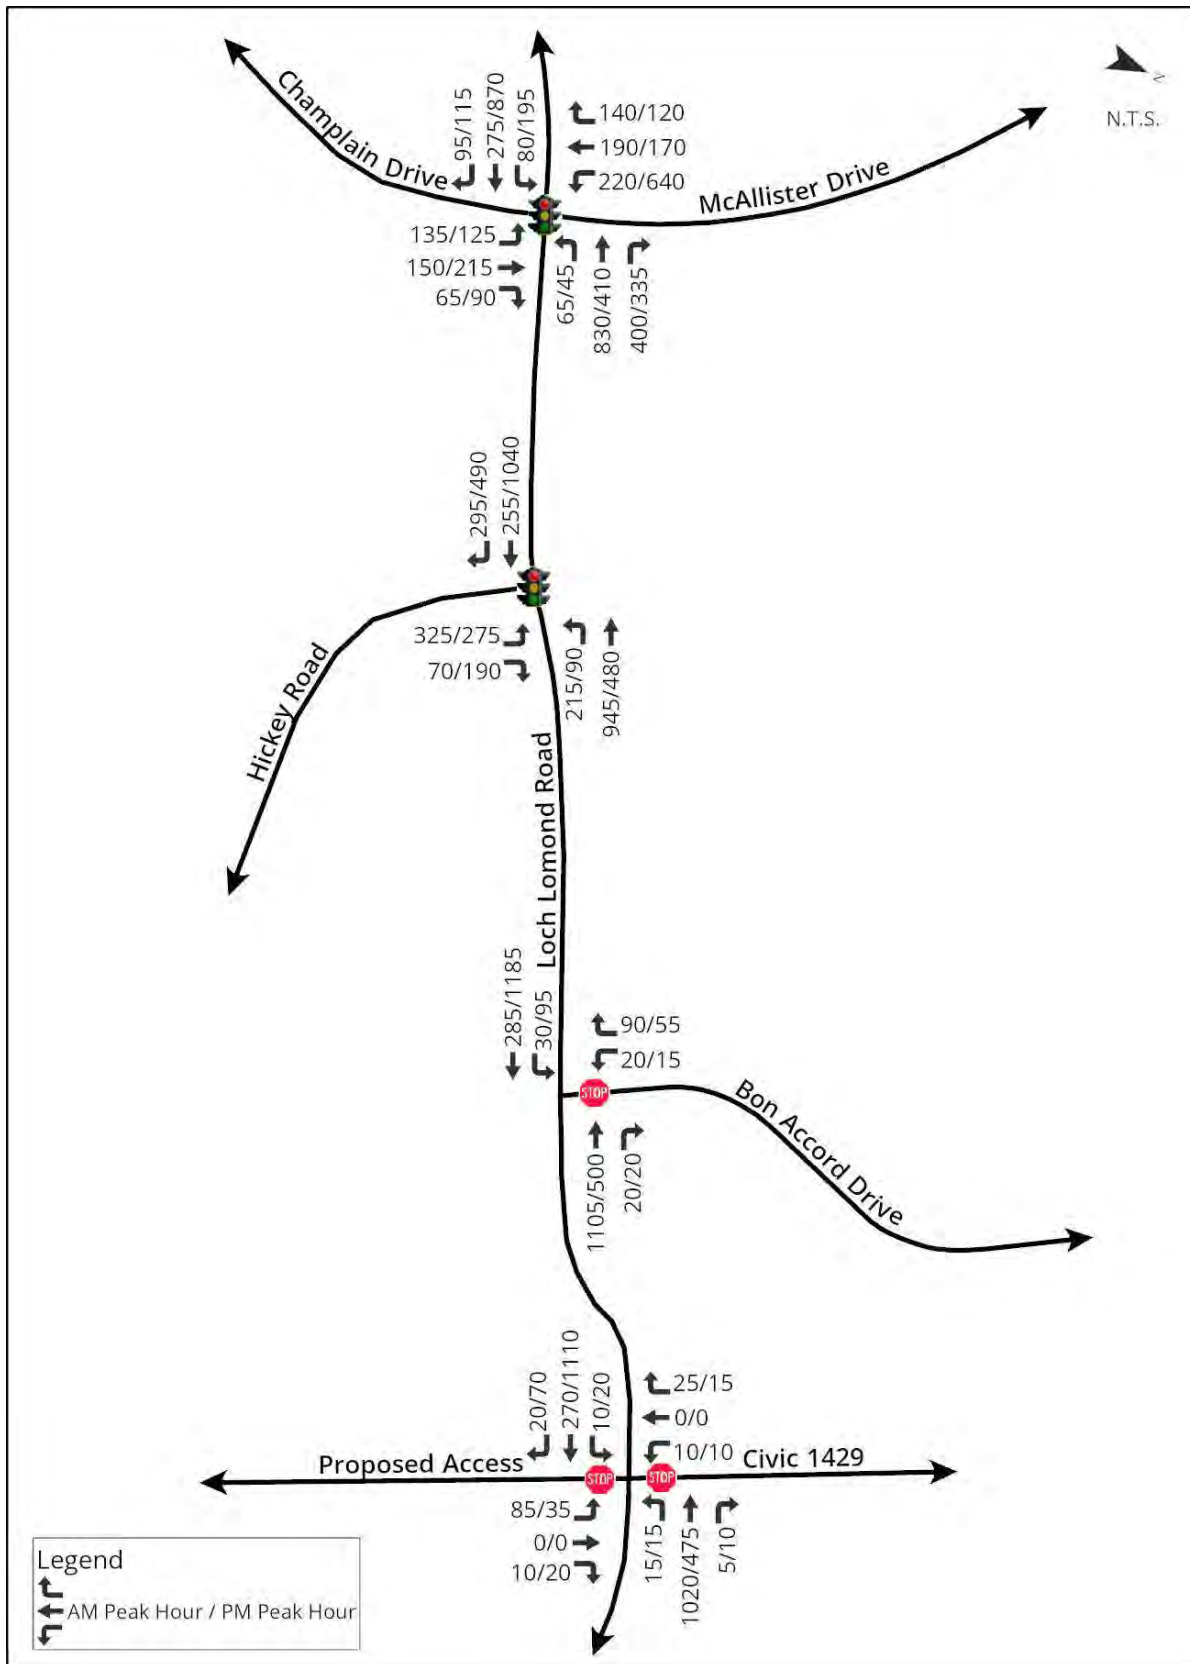 N
N.T.S.
Champlain Drive
95/115
275/870
80/195
140/120
190/170
220/640
McAllister Drive
135/125
150/215
65/90
65/45
830/410
400/335
295/490
255/1040
325/275
70/190
215/90
945/480
Hickey Road
Loch Lomond Road
285/1185
30/95
90/55
20/15
STOP
Bon Accord Drive
1105/500
20/20
20/70
270/1110
10/20
25/15
0/0
10/10
Proposed Access
STOP
STOP
Civic 1429
85/35
0/0
10/20
15/15
1020/475
5/10
Legend
AM Peak Hour / PM Peak Hour